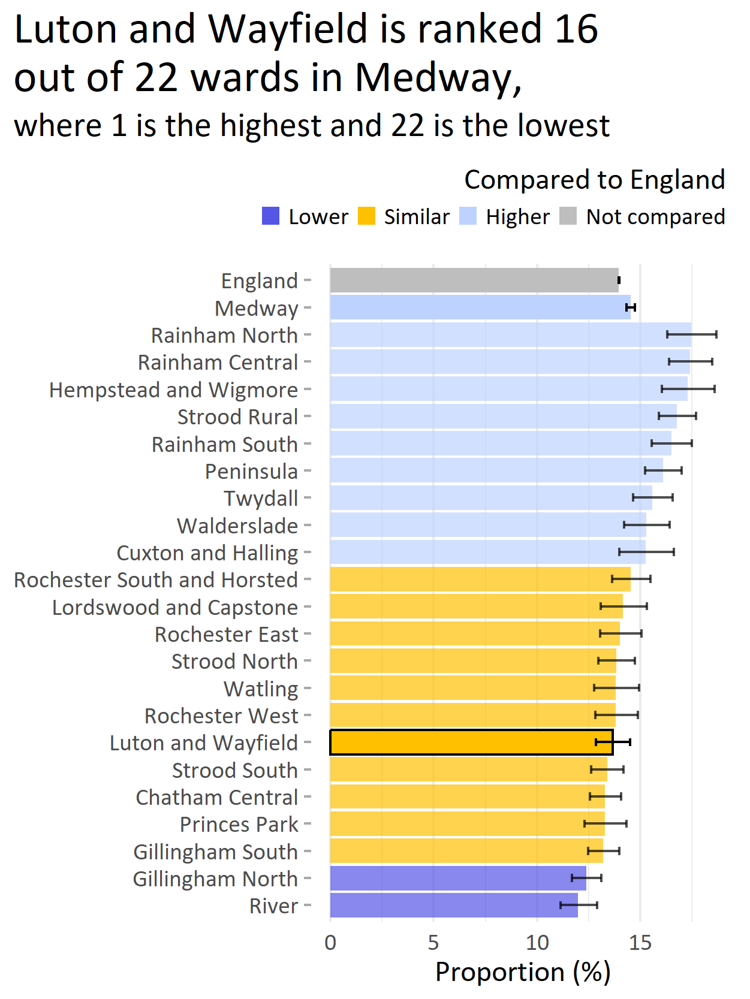 Luton and Wayfield is ranked 16
out of 22 wards in Medway,
where 1 is the highest and 22 is the lowest
Compared to England
Lower Similar Higher Not compared
England
Medway
Rainham North
Rainham Central
Hempstead and Wigmore
Strood Rural
Rainham South
Peninsula
Twydall
Walderslade
Cuxton and Halling
Rochester South and Horsted
Lordswood and Capstone
Rochester East
Strood North
Watling
Rochester West
Luton and Wayfield
Strood South
Chatham Central
Princes Park
Gillingham South
Gillingham North
River
0 5 10 15
Proportion (%)